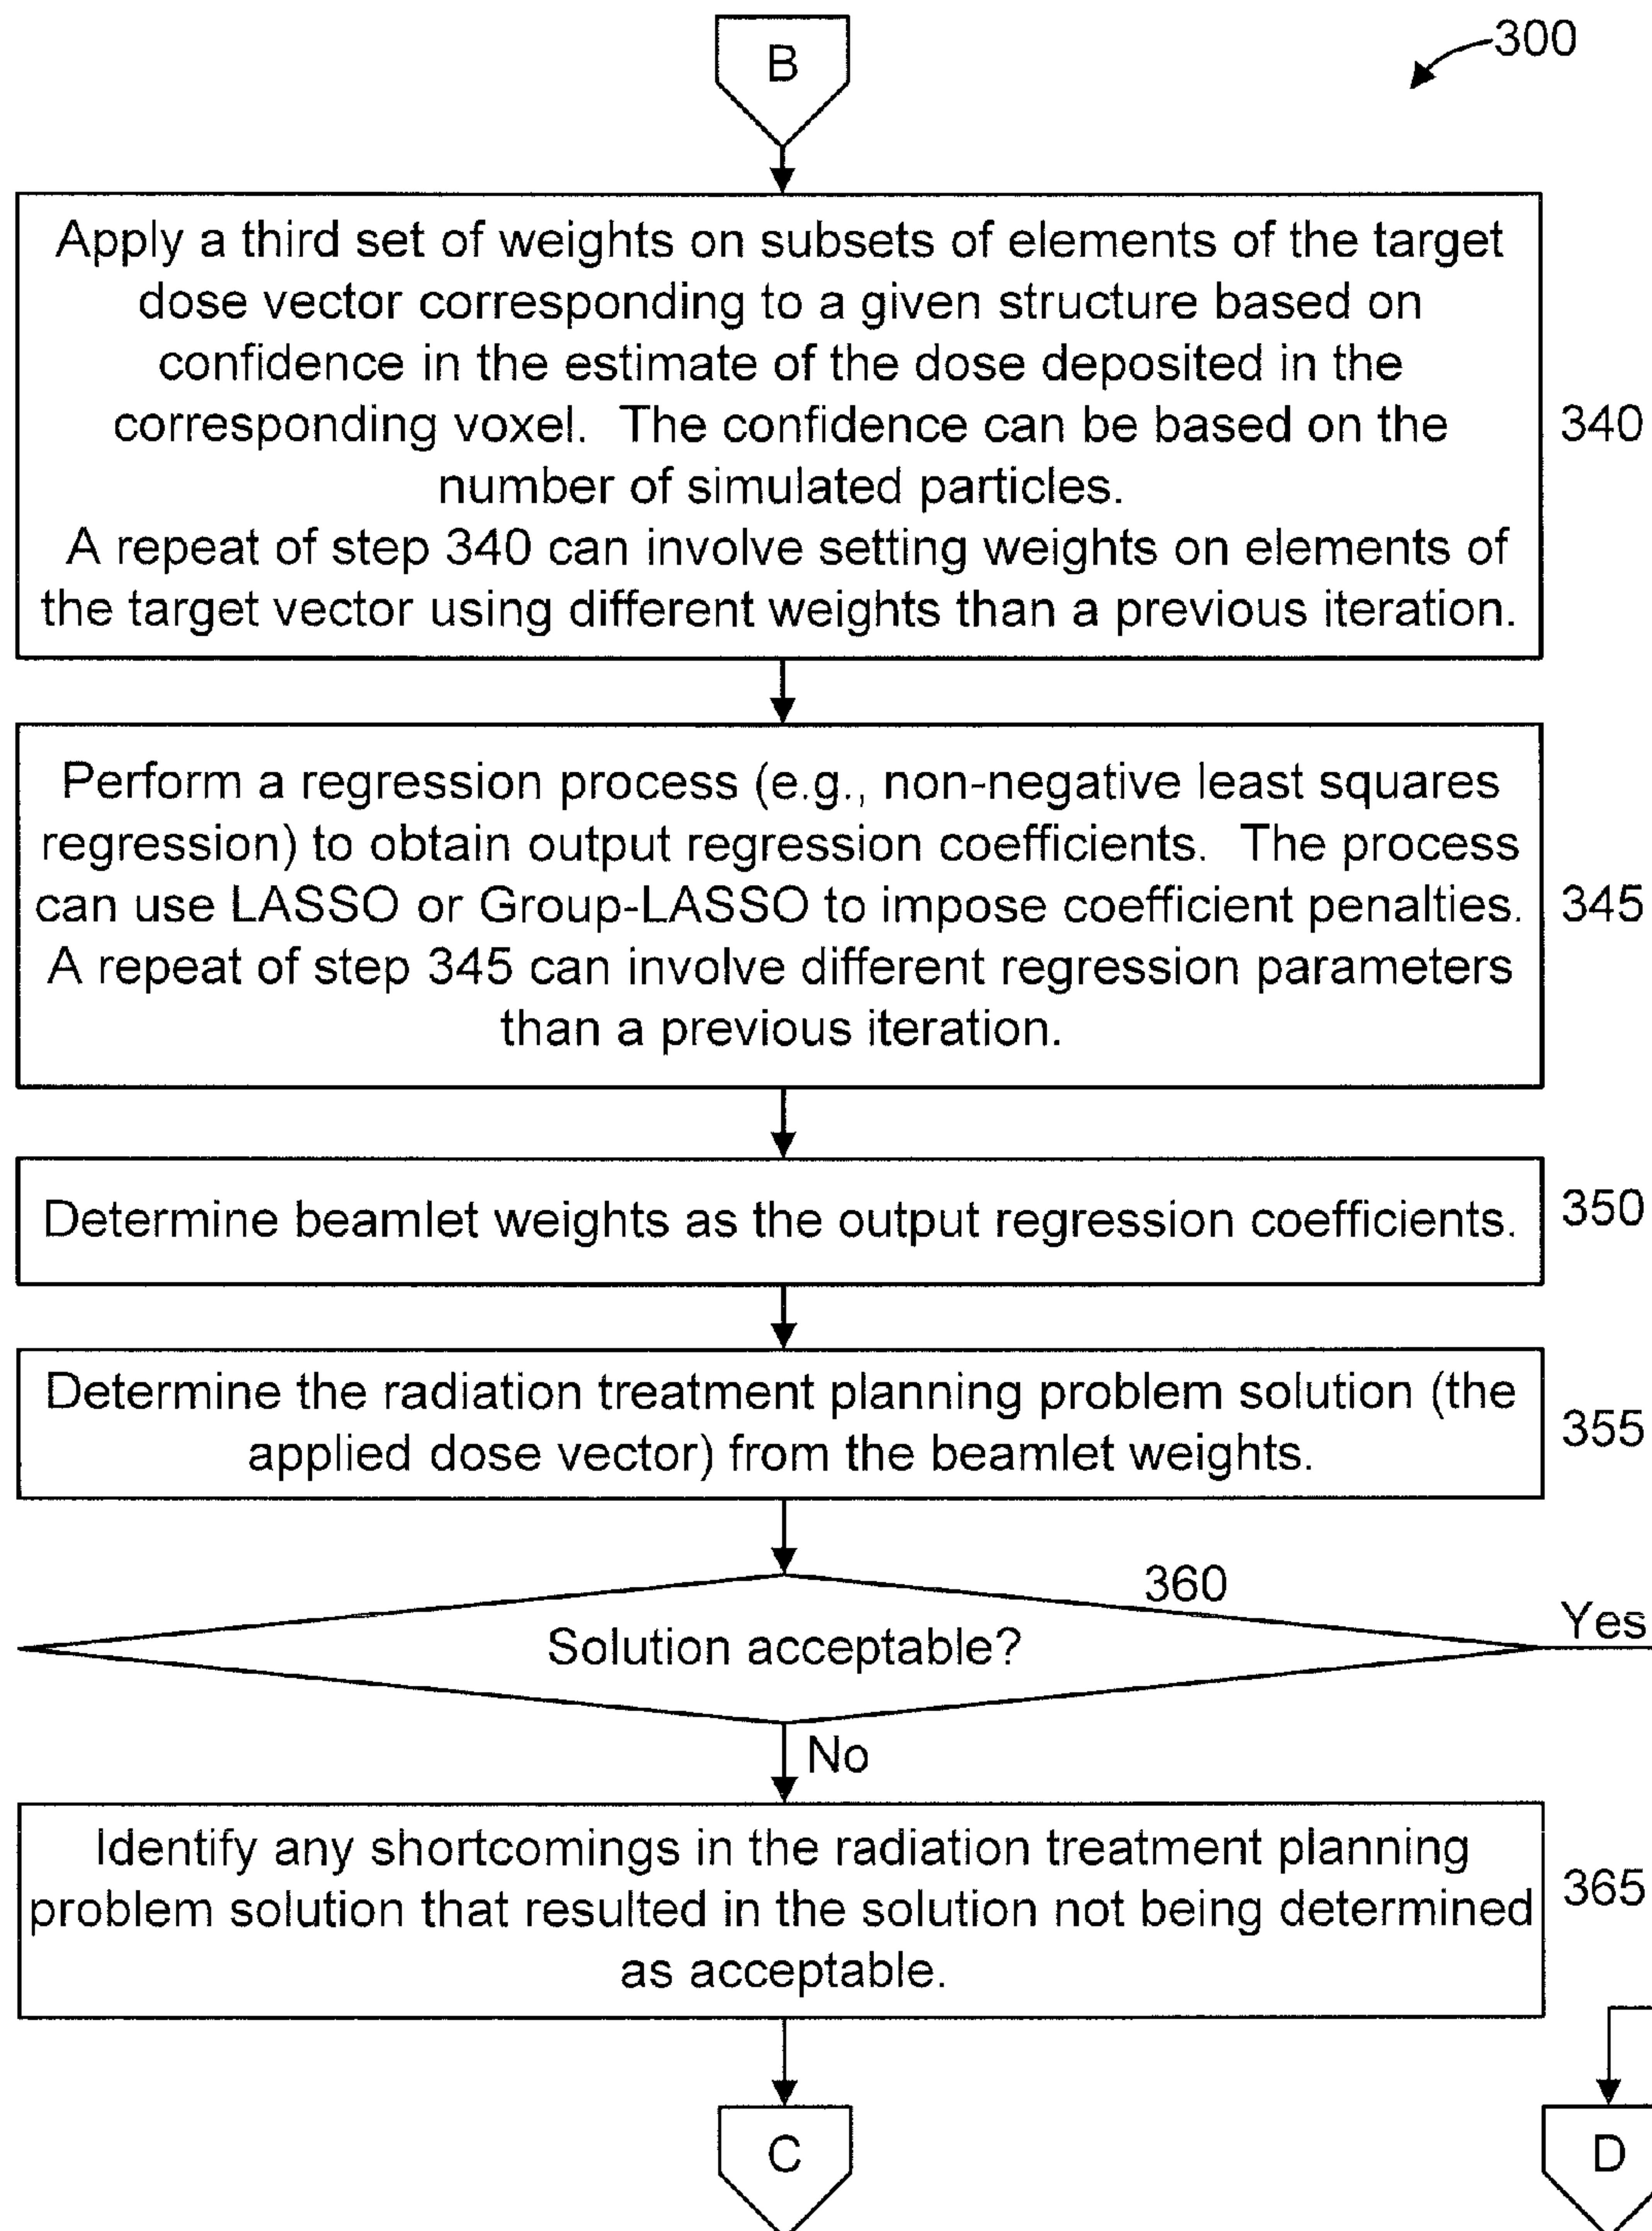 B
300
Apply a third set of weights on subsets of elements of the target
dose vector corresponding to a given structure based on
confidence in the estimate of the dose deposited in the
corresponding voxel. The confidence can be based on the
number of simulated particles.
A repeat of step 340 can involve setting weights on elements of
the target vector using different weights than a previous iteration.
340
Perform a regression process (e.g., non-negative least squares
regression) to obtain output regression coefficients. The process
can use LASSO or Group-LASSO to impose coefficient penalties.
A repeat of step 345 can involve different regression parameters
than a previous iteration.
345
Determine beamlet weights as the output regression coefficients.
350
Determine the radiation treatment planning problem solution (the
applied dose vector) from the beamlet weights.
355
360
Solution acceptable?
Yes
No
Identify any shortcomings in the radiation treatment planning
problem solution that resulted in the solution not being determined
as acceptable.
365
C
D